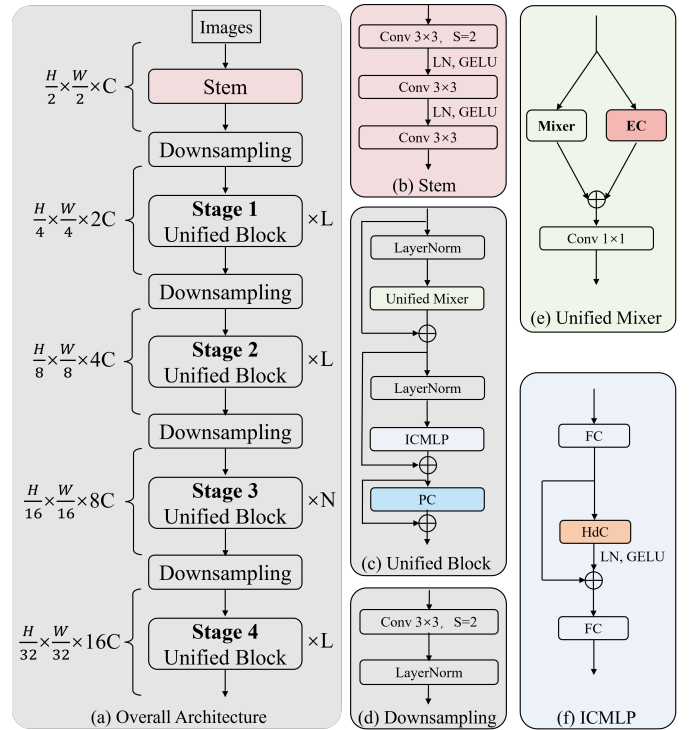 Images
H/2×W/2×C
Stem
Downsampling
H/4×W/4×2C
Stage 1
Unified Block
×L
Downsampling
H/8×W/8×4C
Stage 2
Unified Block
×L
Downsampling
H/16×W/16×8C
Stage 3
Unified Block
×N
Downsampling
H/32×W/32×16C
Stage 4
Unified Block
×L
(a) Overall Architecture
Conv 3×3, S=2
LN, GELU
Conv 3×3
LN, GELU
Conv 3×3
(b) Stem
LayerNorm
Unified Mixer
LayerNorm
ICMLP
PC
(c) Unified Block
Conv 3×3, S=2
LayerNorm
(d) Downsampling
Mixer
EC
Conv 1×1
(e) Unified Mixer
FC
HdC
LN, GELU
FC
(f) ICMLP